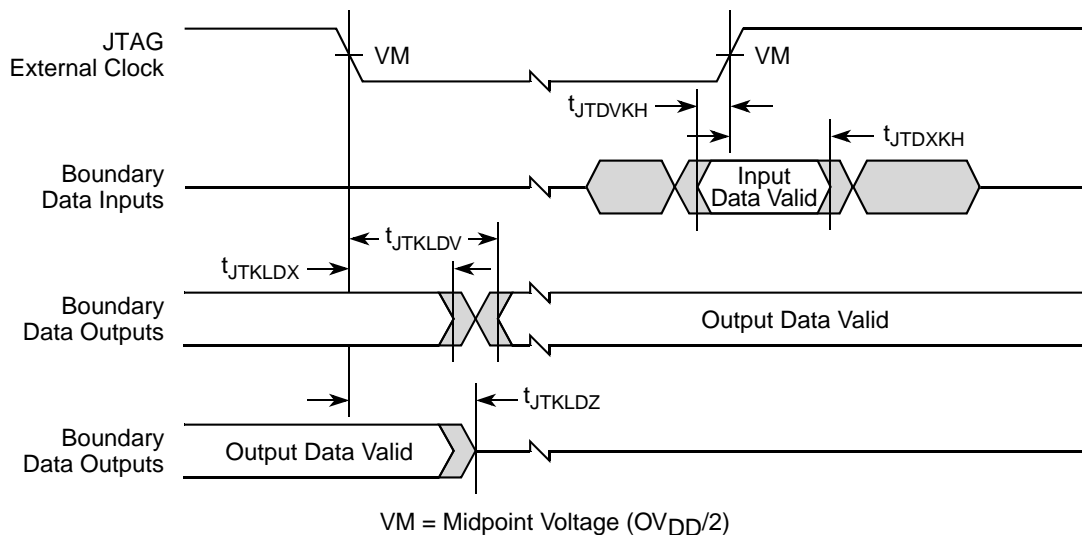 JTAG
External Clock
VM
VM
tJTDVKH
tJTDXKH
Boundary
Data Inputs
Input
Data Valid
tJTKLDV
tJTKLDX
Boundary
Data Outputs
Output Data Valid
tJTKLDZ
Boundary
Data Outputs
Output Data Valid
VM = Midpoint Voltage (OVDD/2)